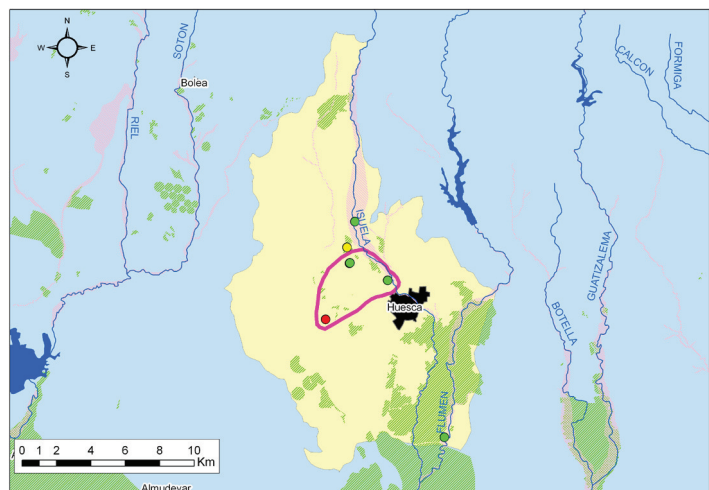 N
W E
S
SOTON
Bolea
RIEL
CALCON
FORMIGA
ISUELA
GUATIZALEMA
BOTELLA
Huesca
FLUMEN
0 1 2 4 6 8 10
Km
A
Almudevar